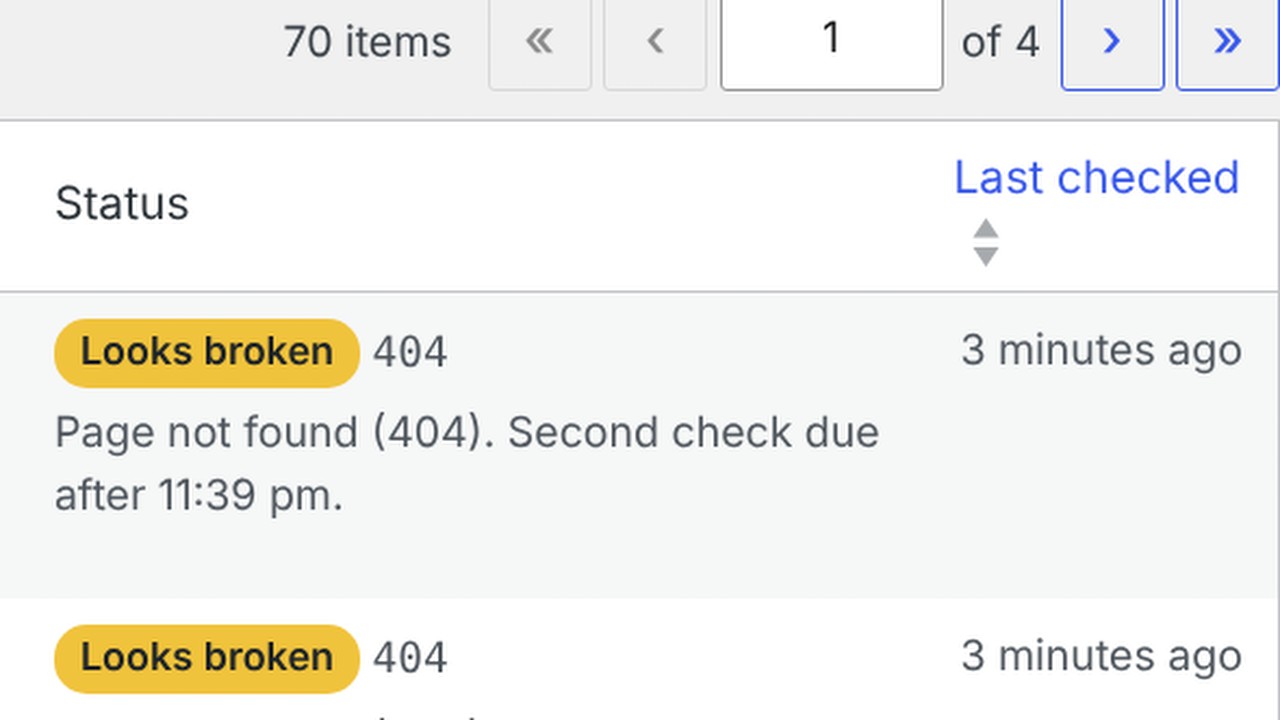 70 items « ‹ 1 of 4 › »
Status Last checked
Looks broken 404 3 minutes ago
Page not found (404). Second check due
after 11:39 pm.
Looks broken 404 3 minutes ago